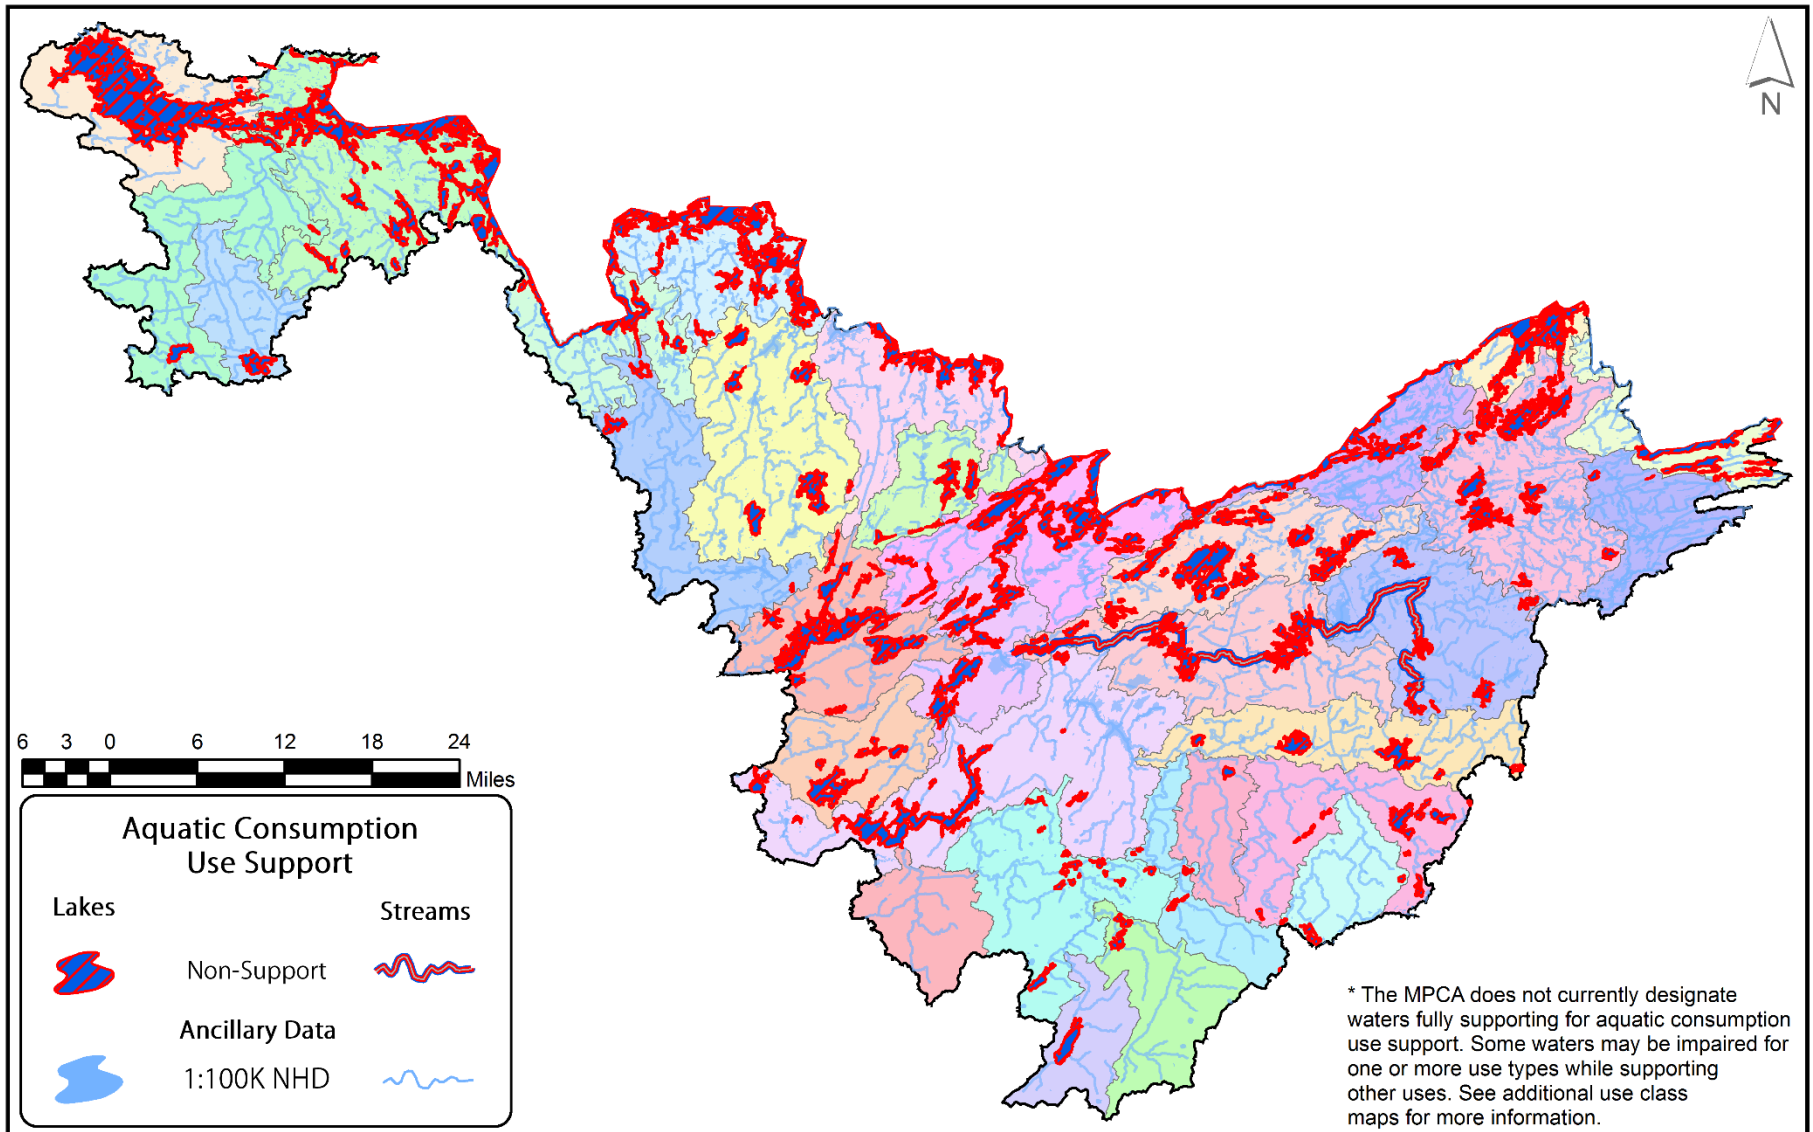 N
6 3 0 6 12 18 24
Miles
Aquatic Consumption
Use Support
Lakes
Streams
Non-Support
Ancillary Data
1:100K NHD
* The MPCA does not currently designate
waters fully supporting for aquatic consumption
use support. Some waters may be impaired for
one or more use types while supporting
other uses. See additional use class
maps for more information.